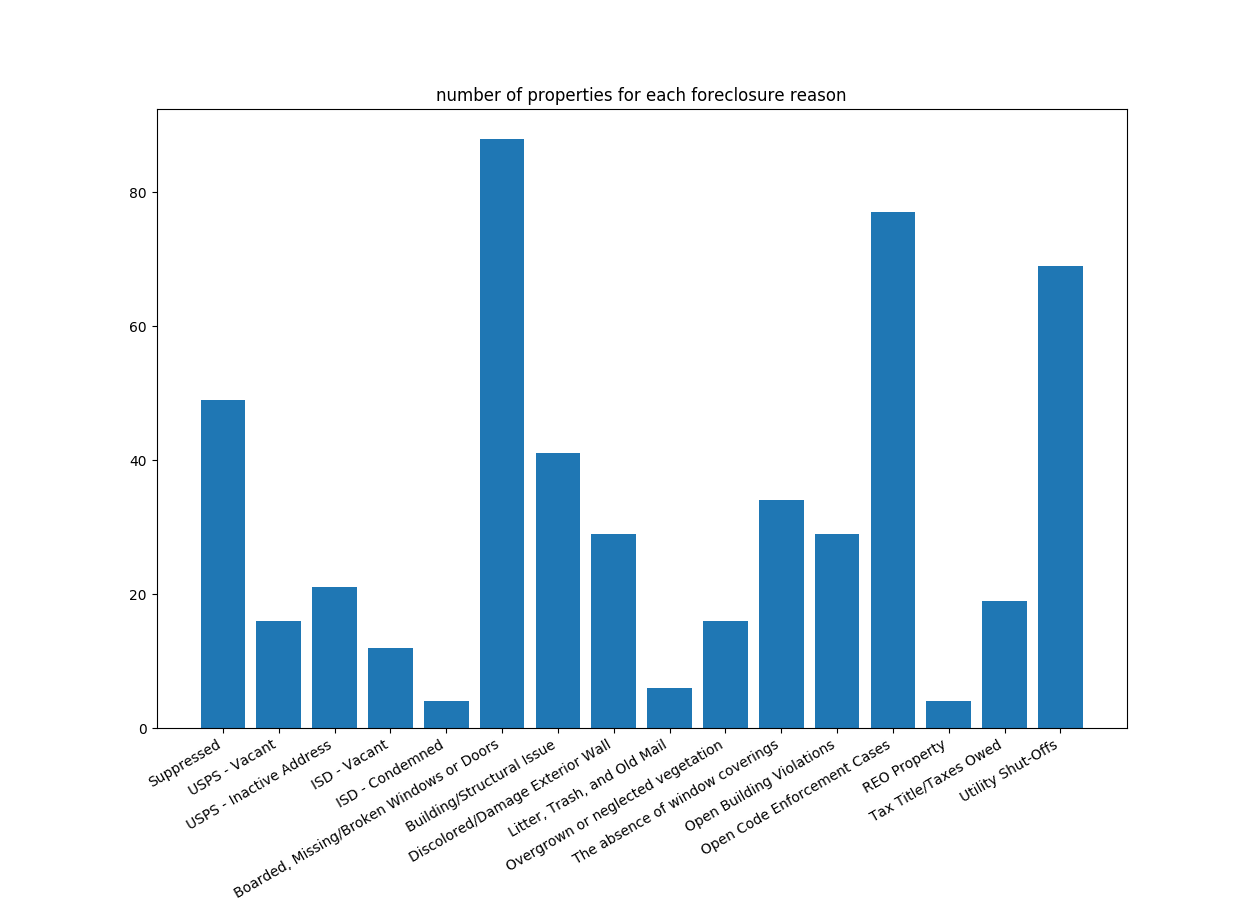 number of properties for each foreclosure reason
80
60
40
20
0
Suppressed
USPS - Vacant
USPS - Inactive Address
ISD - Vacant
ISD - Condemned
Boarded, Missing/Broken Windows or Doors
Building/Structural Issue
Discolored/Damage Exterior Wall
Litter, Trash, and Old Mail
Overgrown or neglected vegetation
The absence of window coverings
Open Building Violations
Open Code Enforcement Cases
REO Property
Tax Title/Taxes Owed
Utility Shut-Offs